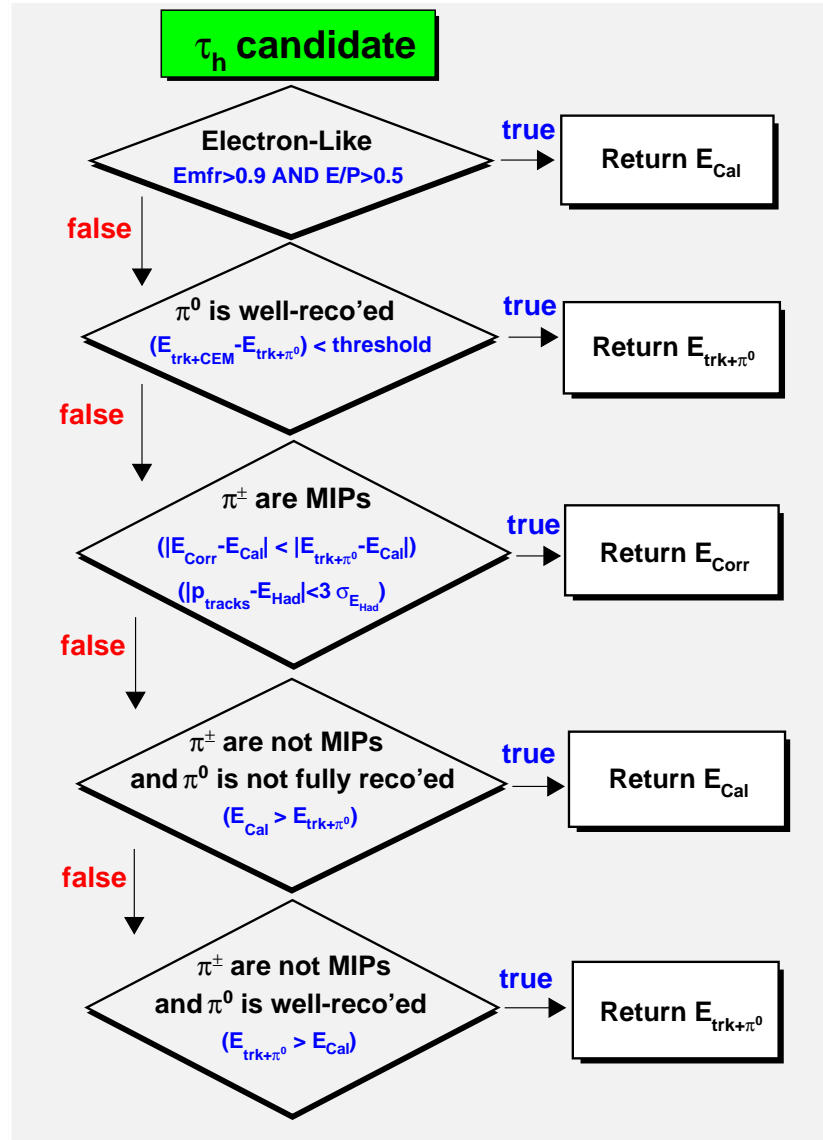 τh candidate
Electron-Like
Emfr>0.9 AND E/P>0.5
true
Return ECal
false
π0 is well-reco'ed
(Etrk+CEM-Etrk+π0) < threshold
true
Return Etrk+π0
false
π± are MIPs
(|ECorr-ECal| < |Etrk+π0-ECal|)
(|ptracks-EHad|<3 σEHad)
true
Return ECorr
false
π± are not MIPs
and π0 is not fully reco'ed
(ECal > Etrk+π0)
true
Return ECal
false
π± are not MIPs
and π0 is well-reco'ed
(Etrk+π0 > ECal)
true
Return Etrk+π0